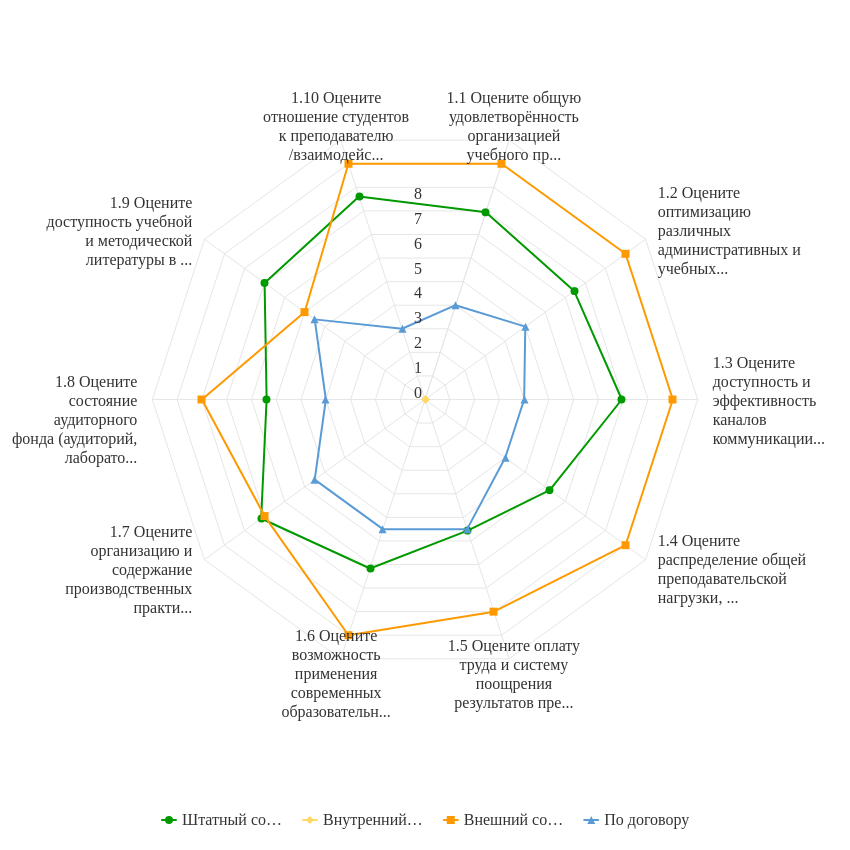 1.10 Оцените
отношение студентов
к преподавателю
/взаимодейс...
1.1 Оцените общую
удовлетворённость
организацией
учебного пр...
1.2 Оцените
оптимизацию
различных
административных и
учебных...
1.9 Оцените
доступность учебной
и методической
литературы в ...
8
7
6
5
4
3
2
1
0
1.3 Оцените
доступность и
эффективность
каналов
коммуникации...
1.8 Оцените
состояние
аудиторного
фонда (аудиторий,
лаборато...
1.4 Оцените
распределение общей
преподавательской
нагрузки, ...
1.7 Оцените
организацию и
содержание
производственных
практи...
1.6 Оцените
возможность
применения
современных
образовательн...
1.5 Оцените оплату
труда и систему
поощрения
результатов пре...
Штатный со… Внутренний… Внешний со… По договору